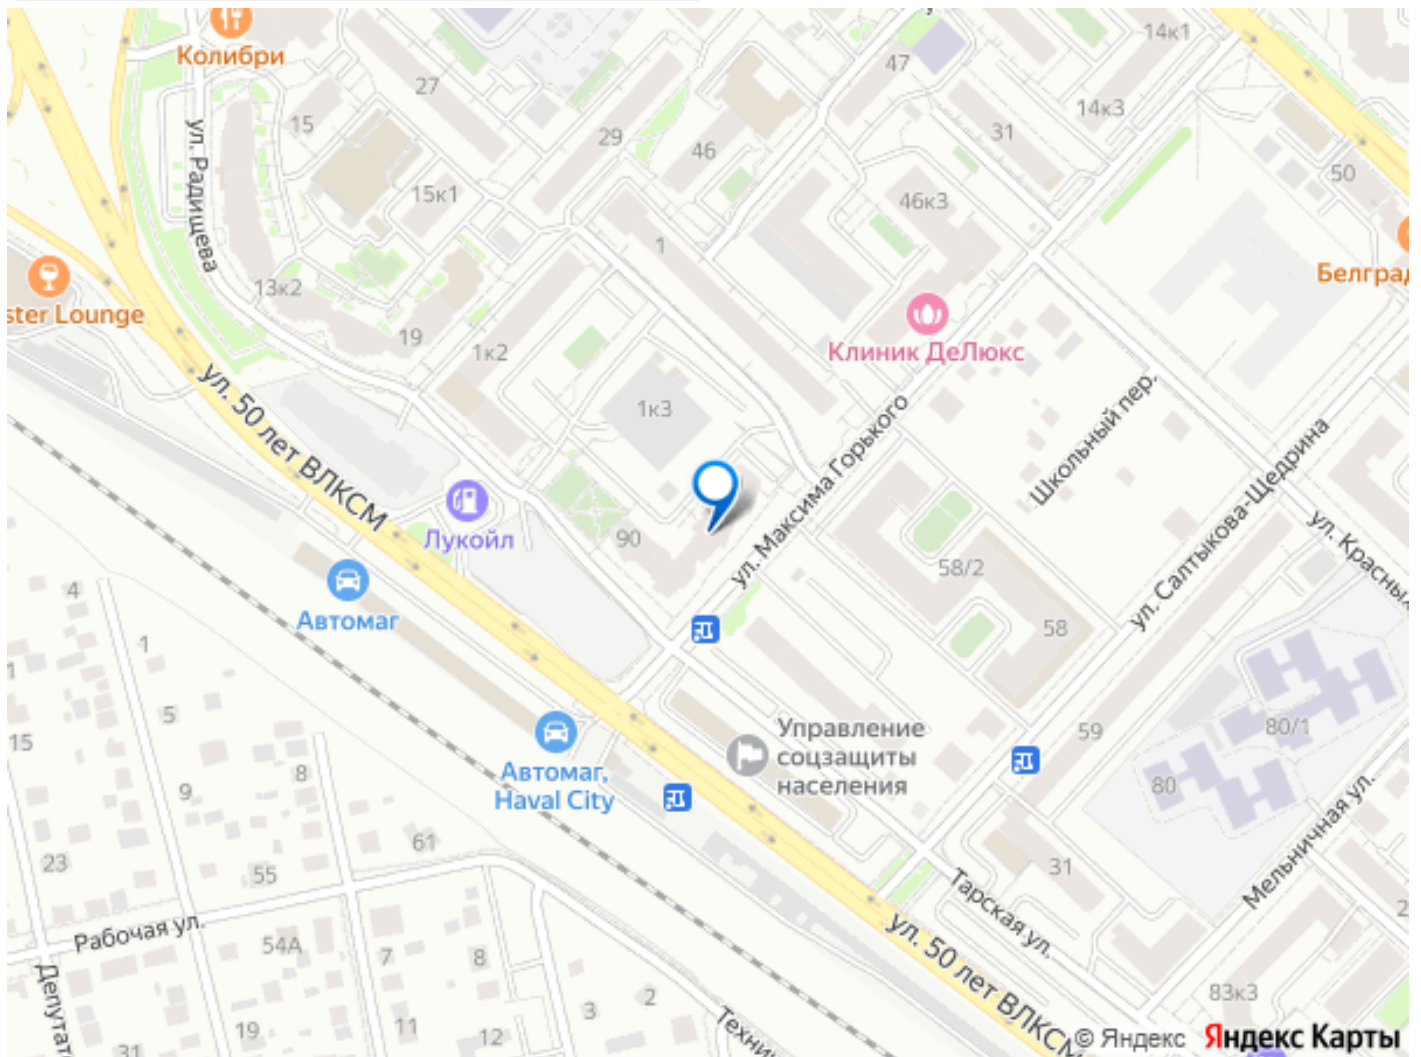 Колибри
14к1
47
27
14к3
15
ул. Радищева
29
46
31
50
15к1
46к3
1
Белград
13к2
ster Lounge
19
1к2
Клиник ДеЛюкс
ул. 50 лет ВЛКСМ
1к3
ул. Максима Горького
Школьный пер.
ул. Салтыкова-Щедрина
Лукойл
90
ул. Красных
58/2
4
Автомаг
58
1
1
5
15
Управление
соцзащиты
населения
59
80/1
8
Автомаг,
Haval City
9
80
Мельничная ул.
61
23
55
31
Тарская ул.
2
Рабочая ул.
54А
7
8
ул. 50 лет ВЛКСМ
Депутат
83к3
3
2
19
11
12
Техни
31
© Яндекс
Яндекс Карты